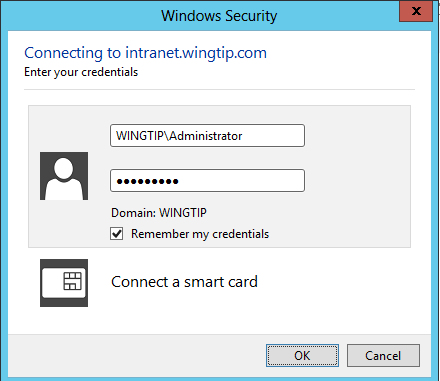 Windows Security
Connecting to intranet.wingtip.com
Enter your credentials
WINGTIP\Administrator
●●●●●●●●●
Domain: WINGTIP
Remember my credentials
Connect a smart card
OK
Cancel